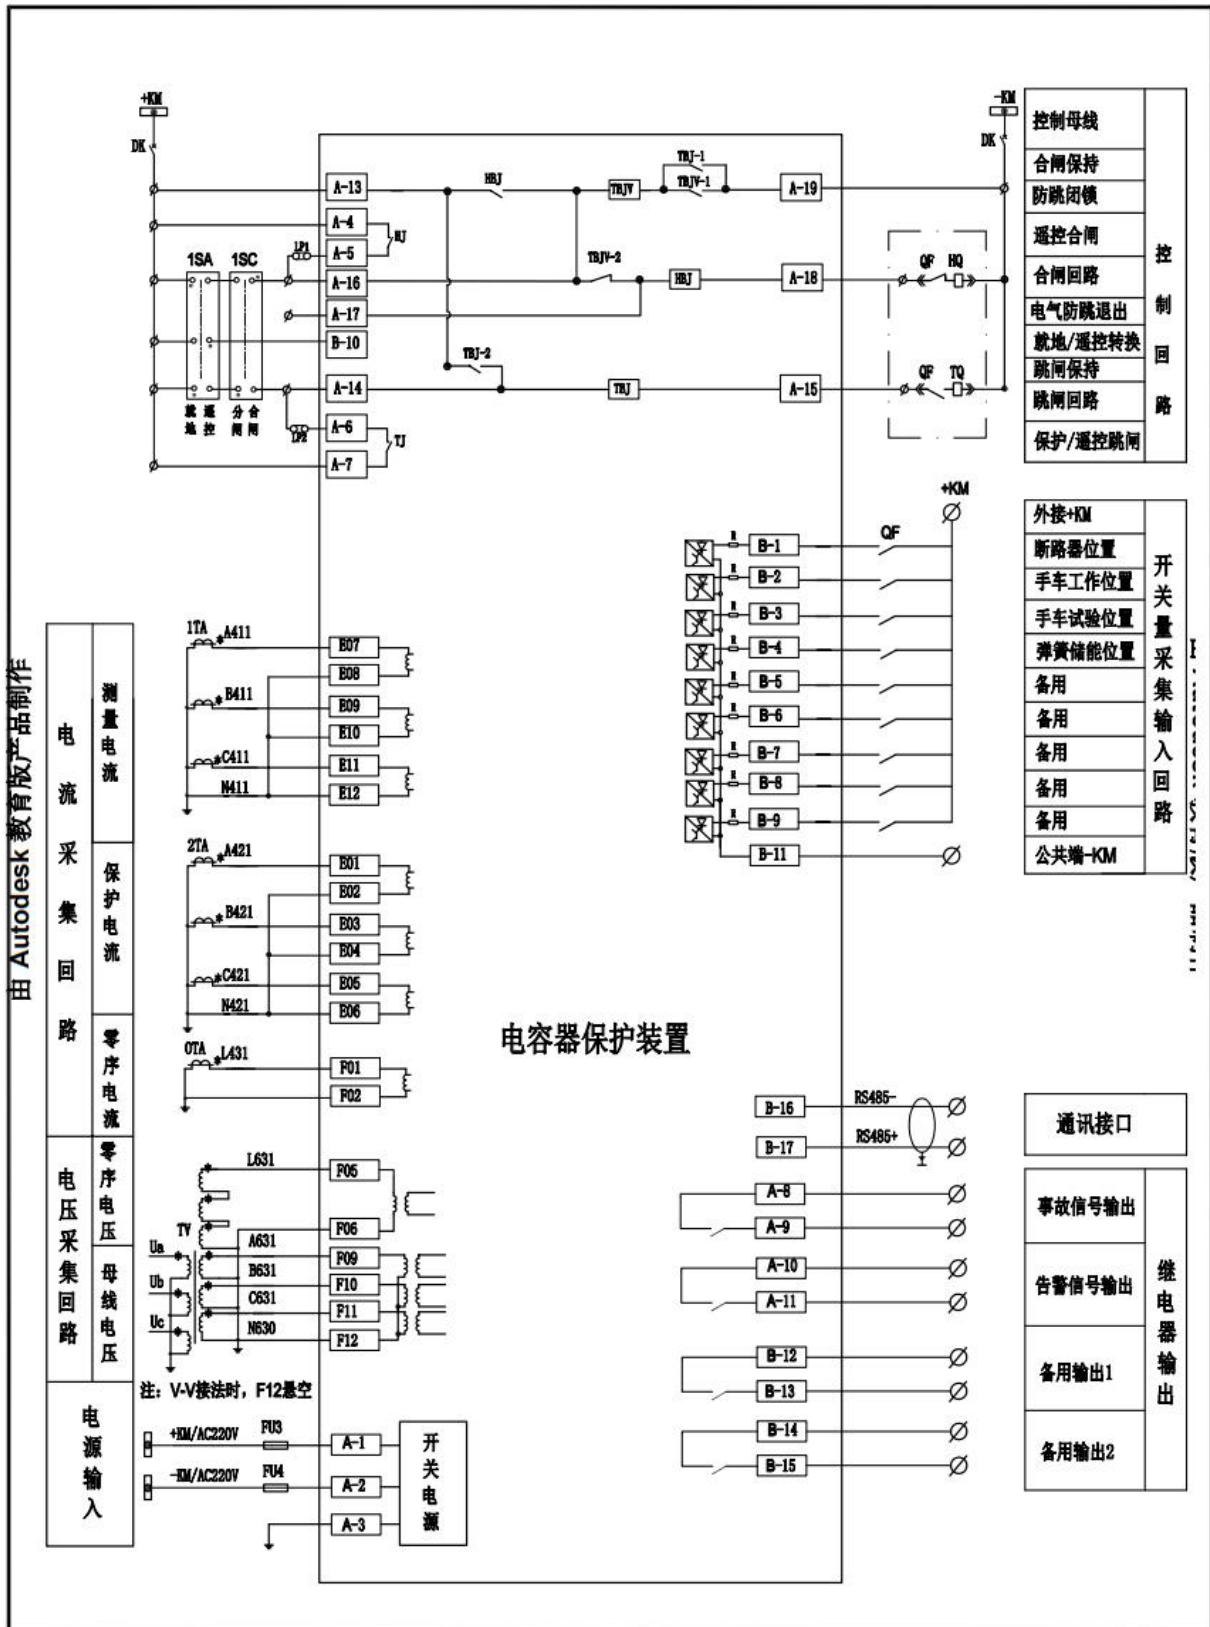 +KM
DK
A-13
HBJ
TBJV
TBJ-1
TBJV-1
A-19
-KM
DK
A-4
HJ
LP1
A-5
1SA
1SC
A-16
TBJV-2
HBJ
A-18
QF
HQ
A-17
B-10
TBJ-2
A-14
TBJ
A-15
QF
TQ
就地
遥控
分闸
合闸
LP2
A-6
TJ
A-7
控制母线
合闸保持
防跳闭锁
遥控合闸
合闸回路
电气防跳退出
就地/遥控转换
跳闸保持
跳闸回路
保护/遥控跳闸
控制回路
+KM
QF
R
B-1
R
B-2
R
B-3
R
B-4
R
B-5
R
B-6
R
B-7
R
B-8
R
B-9
B-11
外接+KM
断路器位置
手车工作位置
手车试验位置
弹簧储能位置
备用
备用
备用
备用
备用
公共端-KM
开关量采集输入回路
由 Autodesk 教育版产品制作
电流采集回路
测量电流
保护电流
零序电流
1TA
A411
E07
E08
B411
E09
E10
C411
E11
N411
E12
2TA
A421
E01
E02
B421
E03
E04
C421
E05
N421
E06
0TA
L431
F01
F02
电容器保护装置
电压采集回路
零序电压
母线电压
L631
F05
F06
TV
Ua
A631
F09
Ub
B631
F10
C631
F11
Uc
N630
F12
注：V-V接法时，F12悬空
电源输入
+KM/AC220V
FU3
A-1
-KM/AC220V
FU4
A-2
A-3
开关电源
B-16
RS485-
B-17
RS485+
通讯接口
A-8
A-9
事故信号输出
A-10
A-11
告警信号输出
B-12
B-13
备用输出1
B-14
B-15
备用输出2
继电器输出